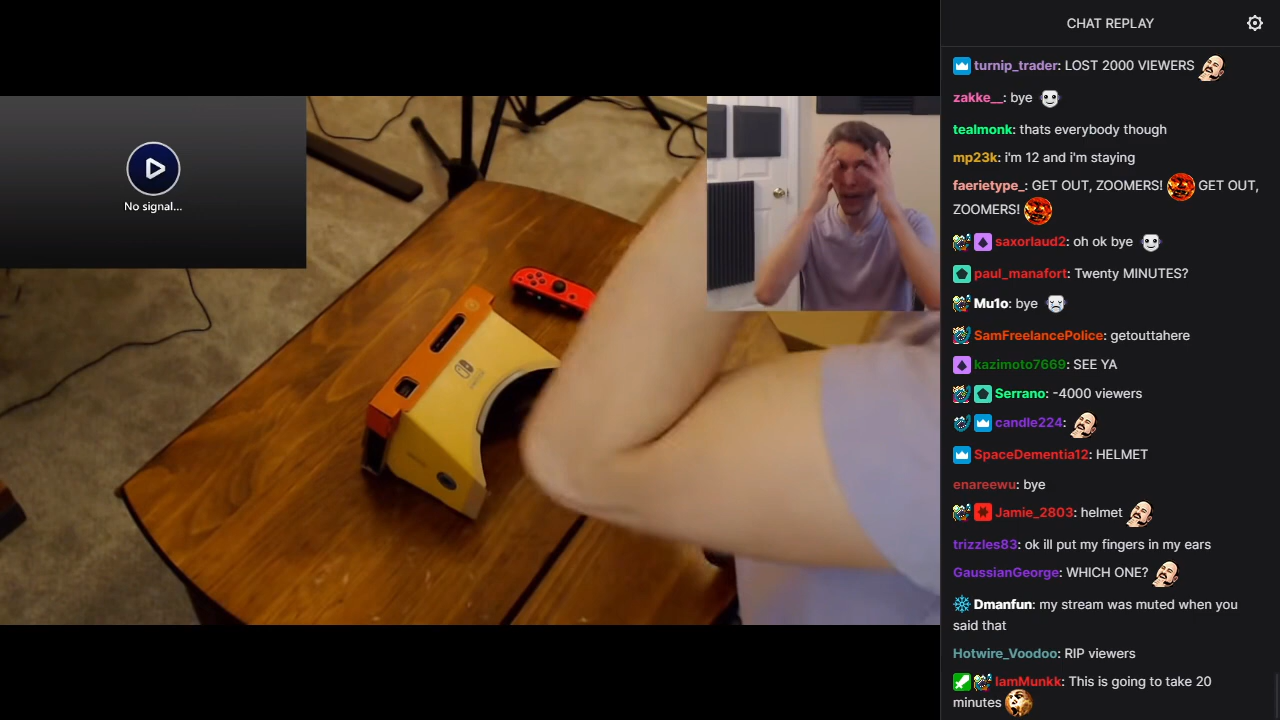 CHAT REPLAY
No signal...
turnip_trader: LOST 2000 VIEWERS
zakke__: bye
tealmonk: thats everybody though
mp23k: i'm 12 and i'm staying
faerietype_: GET OUT, ZOOMERS! GET OUT,
ZOOMERS!
saxorlaud2: oh ok bye
paul_manafort: Twenty MINUTES?
Mu1o: bye
SamFreelancePolice: getouttahere
kazimoto7669: SEE YA
Serrano: -4000 viewers
candle224:
SpaceDementia12: HELMET
enareewu: bye
Jamie_2803: helmet
trizzles83: ok ill put my fingers in my ears
GaussianGeorge: WHICH ONE?
Dmanfun: my stream was muted when you
said that
Hotwire_Voodoo: RIP viewers
IamMunkk: This is going to take 20
minutes